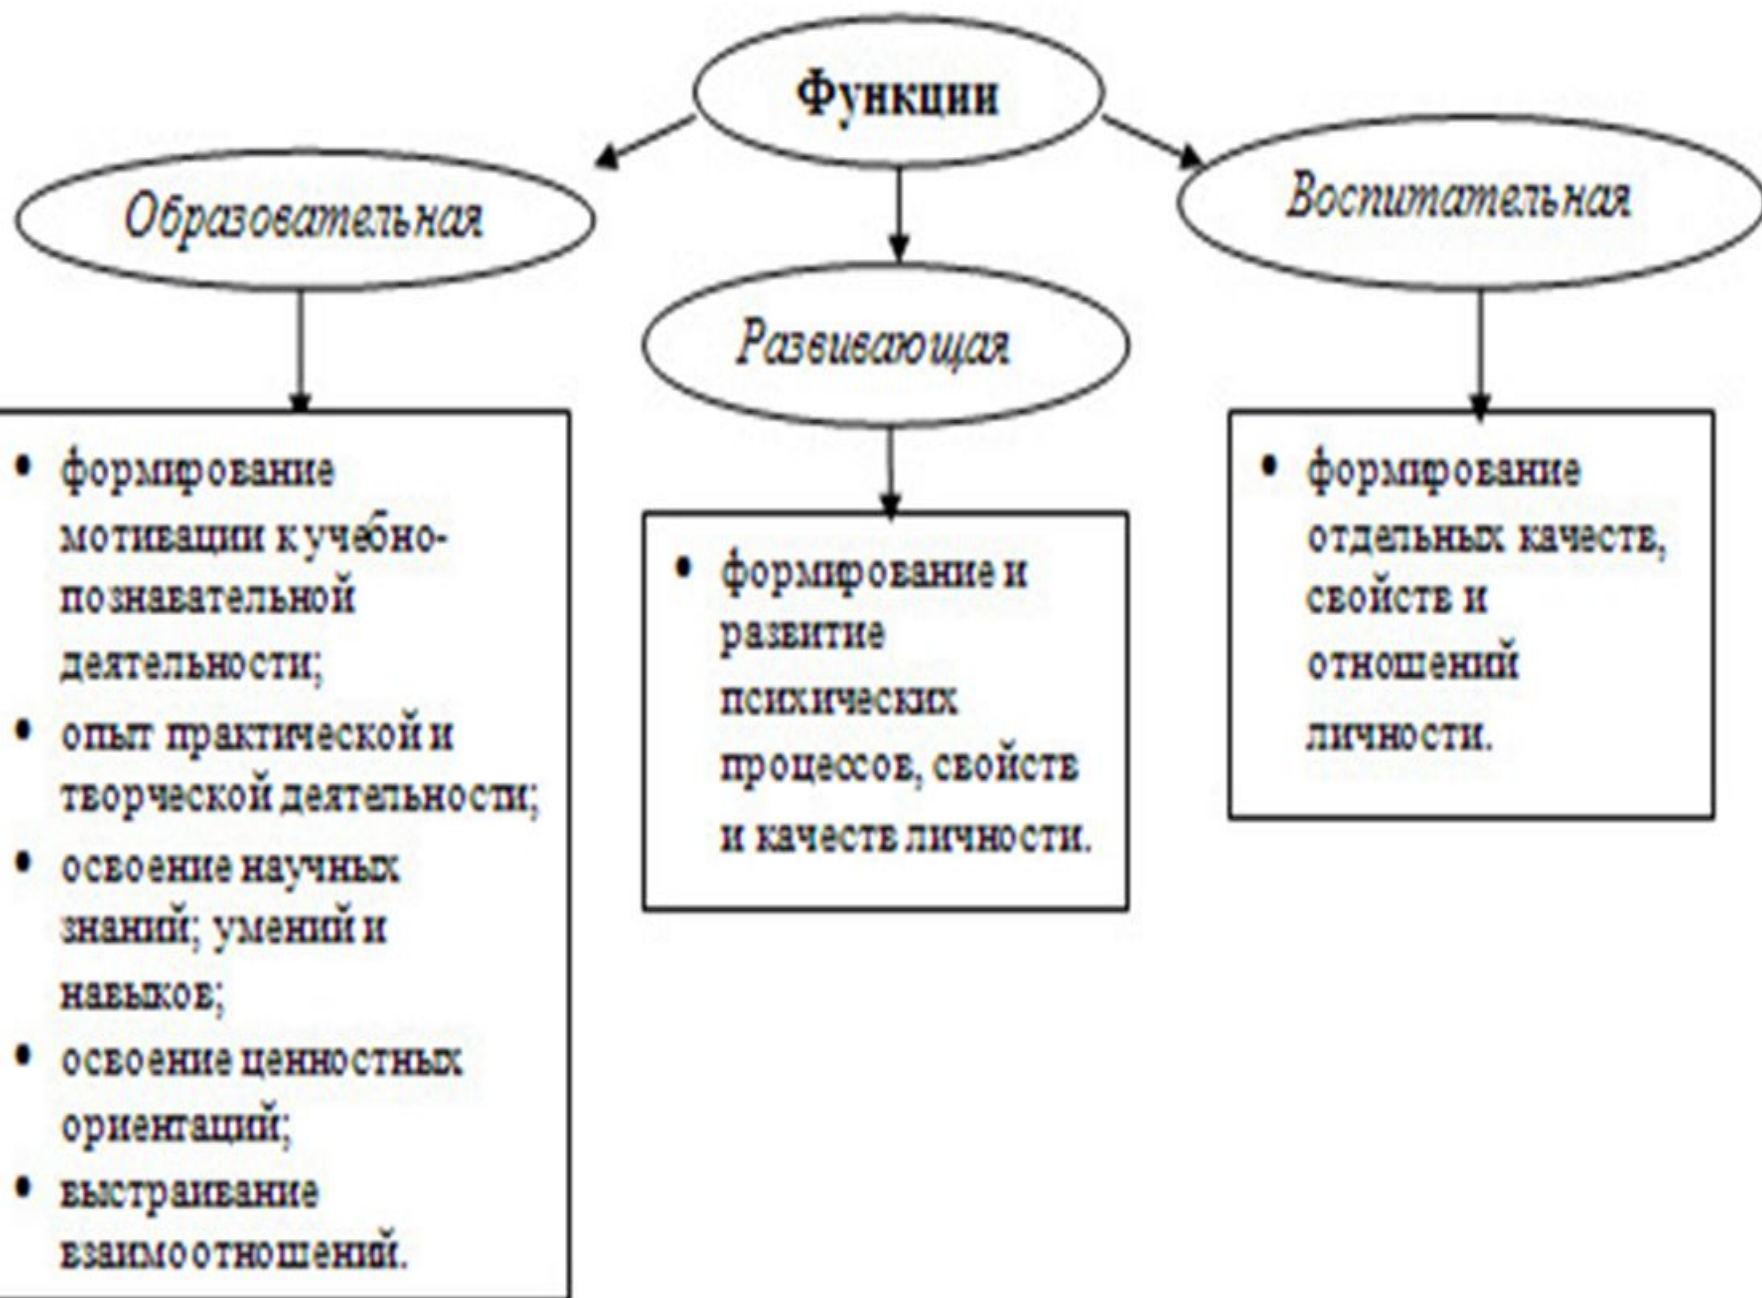 Функции
Образовательная
Развивающая
Воспитательная
• формирование
мотивации к учебно-
познавательной
деятельности;
• опыт практической и
творческой деятельности;
• освоение научных
знаний; умений и
навыков;
• освоение ценностных
ориентаций;
• выстраивание
взаимоотношений.
• формирование и
развитие
психических
процессов, свойств
и качеств личности.
• формирование
отдельных качеств,
свойств и
отношений
личности.